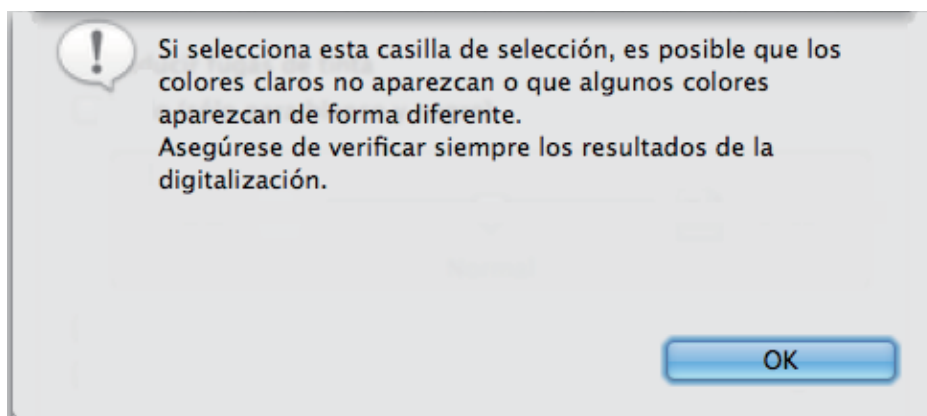 Si selecciona esta casilla de selección, es posible que los
colores claros no aparezcan o que algunos colores
aparezcan de forma diferente.
Asegúrese de verificar siempre los resultados de la
digitalización.
OK